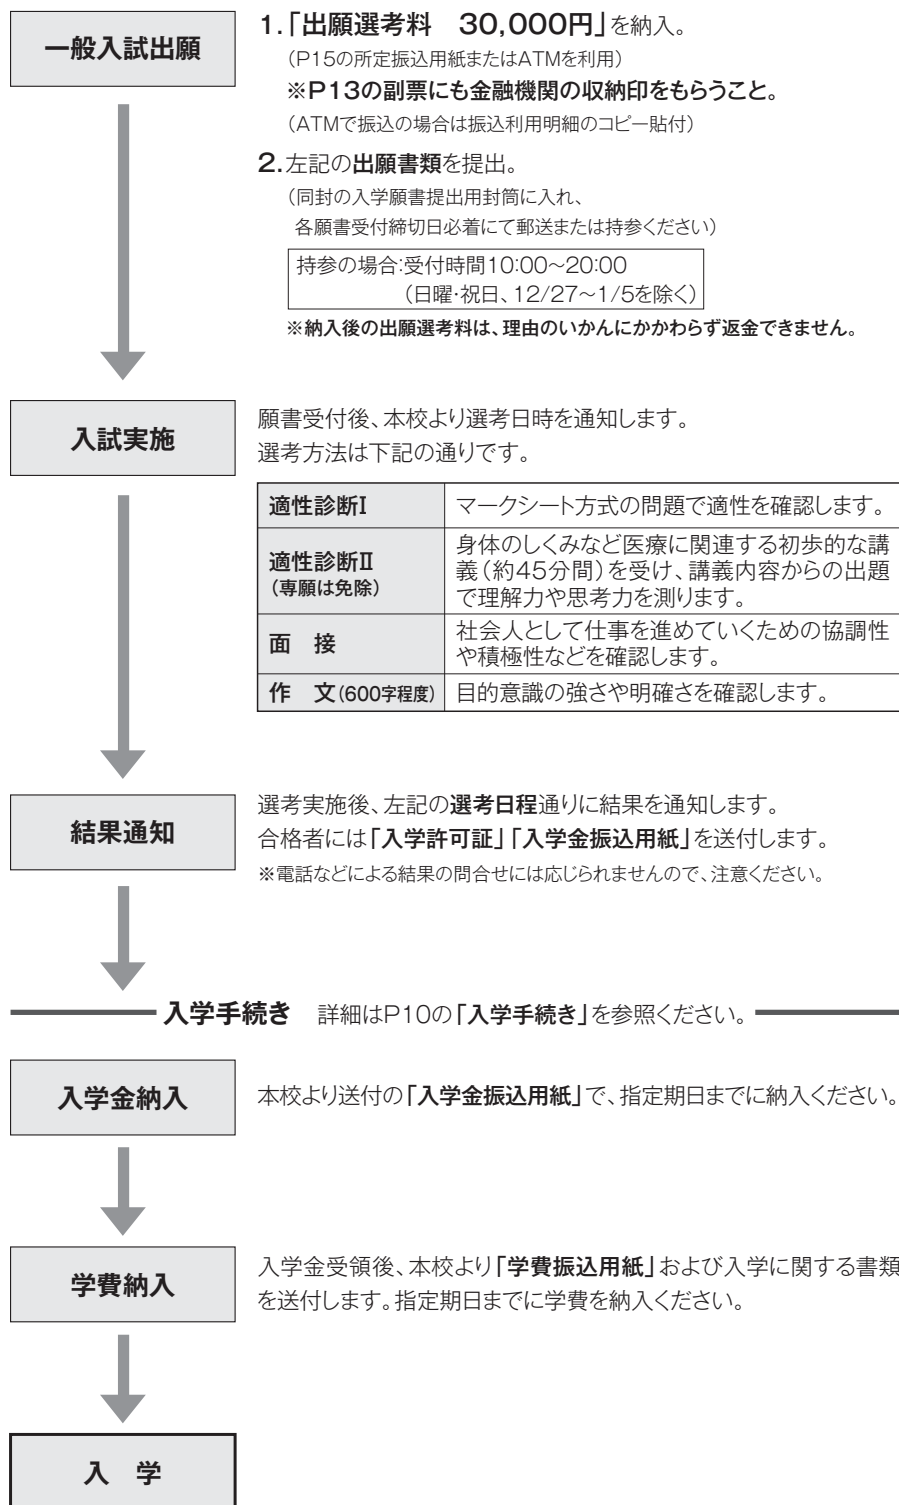 一般入試出願
1.「出願選考料　30,000円」を納入。
（P15の所定振込用紙またはATMを利用）
※P13の副票にも金融機関の収納印をもらうこと。
（ATMで振込の場合は振込利用明細のコピー貼付）
2.左記の出願書類を提出。
（同封の入学願書提出用封筒に入れ、
各願書受付締切日必着にて郵送または持参ください）
持参の場合:受付時間10:00～20:00
（日曜・祝日、12/27～1/5を除く）
※納入後の出願選考料は、理由のいかんにかかわらず返金できません。
入試実施
願書受付後、本校より選考日時を通知します。
選考方法は下記の通りです。
適性診断Ⅰ
マークシート方式の問題で適性を確認します。
適性診断Ⅱ
（専願は免除）
身体のしくみなど医療に関連する初歩的な講
義（約45分間）を受け、講義内容からの出題
で理解力や思考力を測ります。
面　接
社会人として仕事を進めていくための協調性
や積極性などを確認します。
作　文（600字程度）
目的意識の強さや明確さを確認します。
結果通知
選考実施後、左記の選考日程通りに結果を通知します。
合格者には「入学許可証」「入学金振込用紙」を送付します。
※電話などによる結果の問合せには応じられませんので、注意ください。
入学手続き　詳細はP10の「入学手続き」を参照ください。
入学金納入
本校より送付の「入学金振込用紙」で、指定期日までに納入ください。
学費納入
入学金受領後、本校より「学費振込用紙」および入学に関する書類
を送付します。指定期日までに学費を納入ください。
入　学